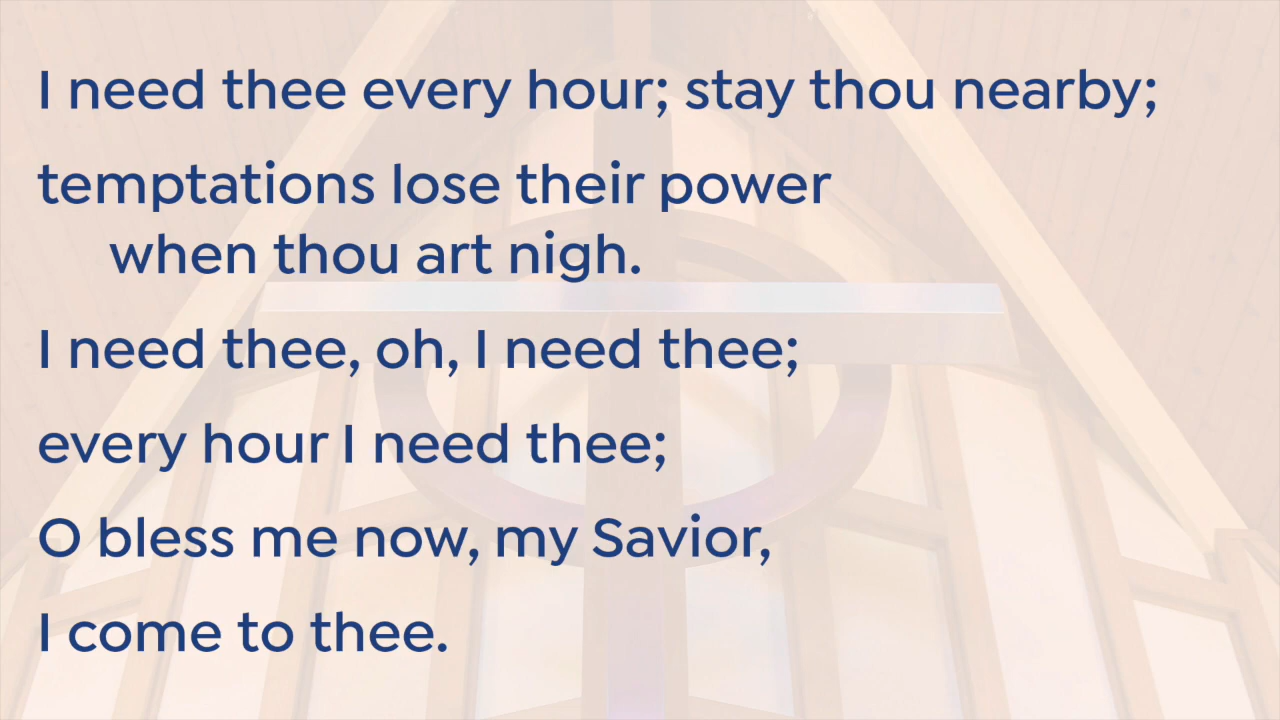 I need thee every hour; stay thou nearby;
temptations lose their power
when thou art nigh.
I need thee, oh, I need thee;
every hour I need thee;
O bless me now, my Savior,
I come to thee.